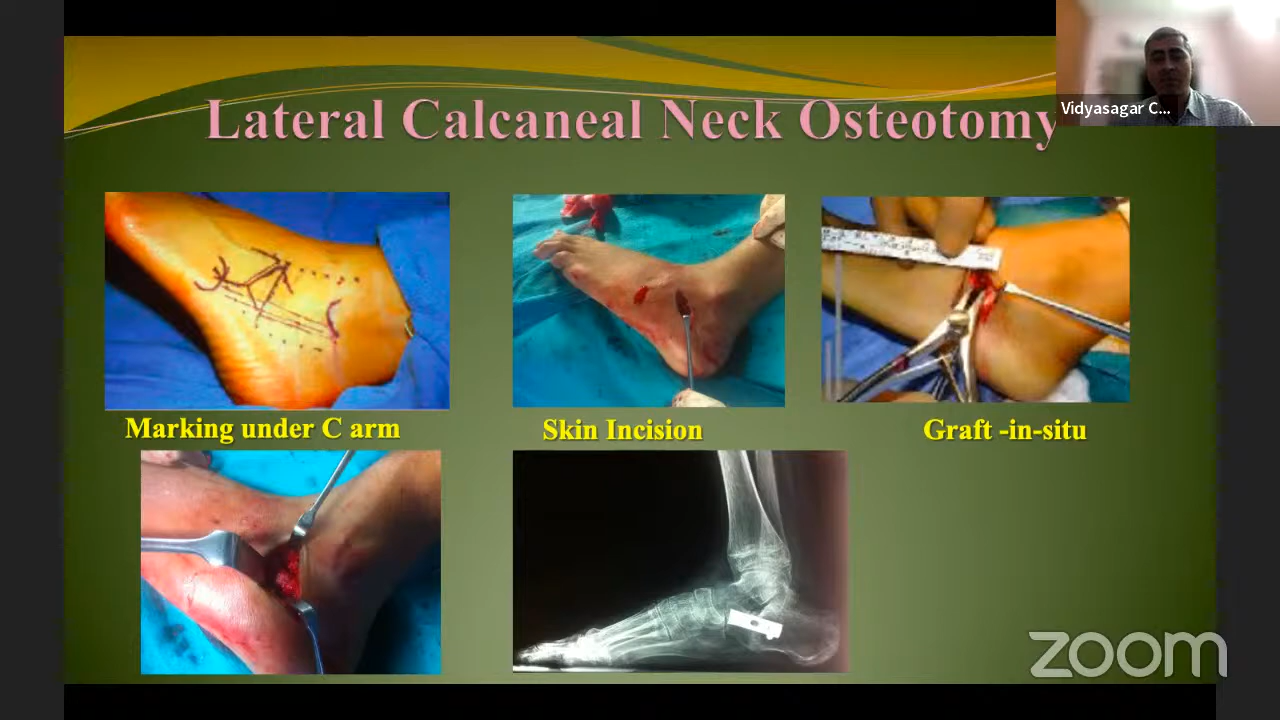 Lateral Calcaneal Neck Osteotomy
Vidyasagar C...
Marking under C arm
Skin Incision
Graft -in-situ
zoom